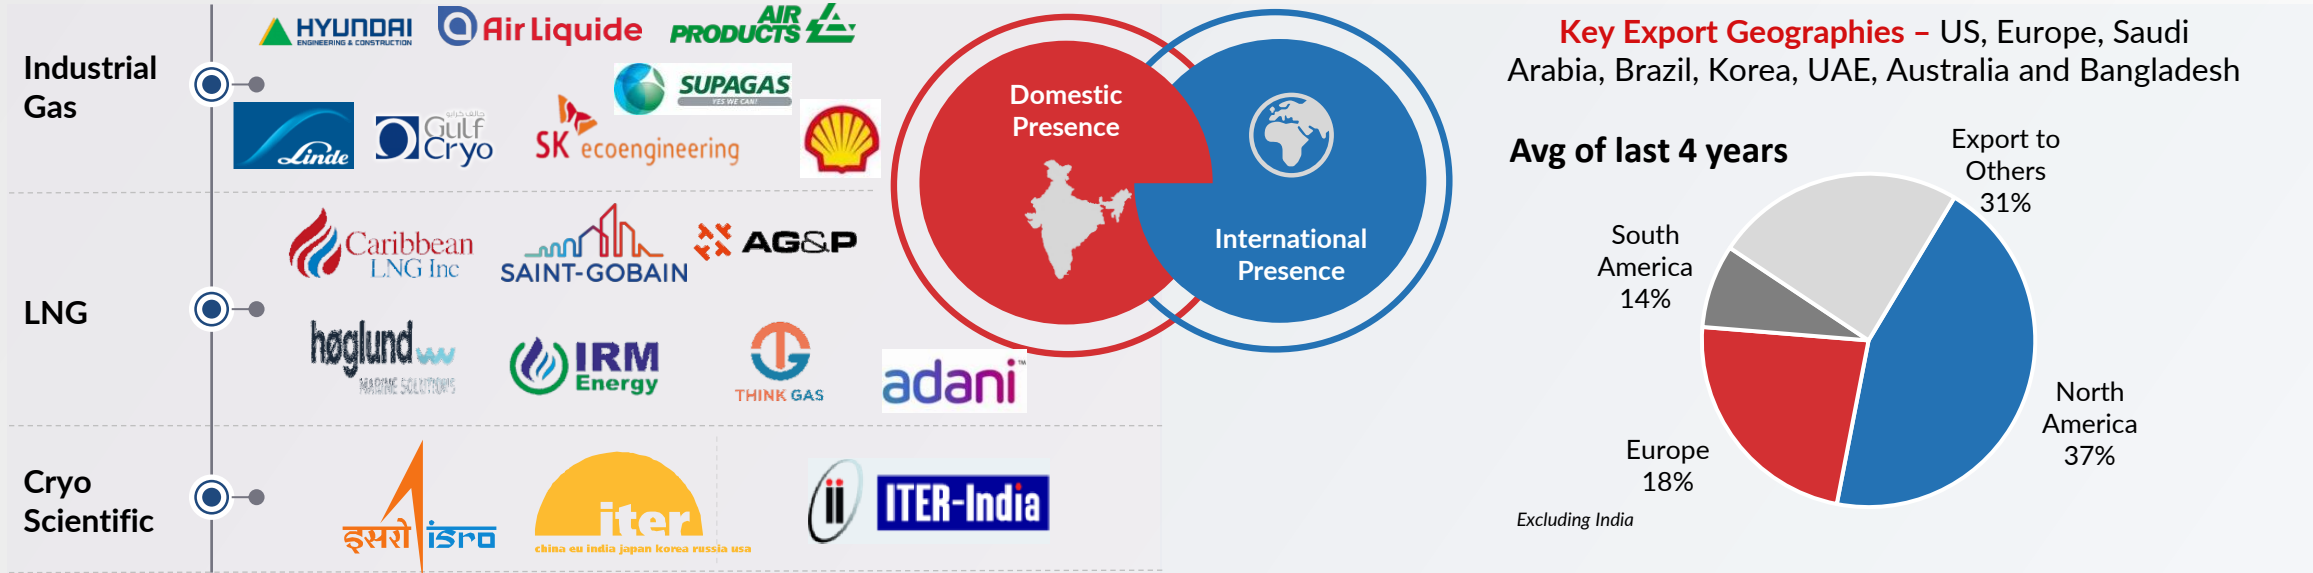 Industrial
Gas
HYUNDAI
ENGINEERING & CONSTRUCTION
Air Liquide
AIR
PRODUCTS
SUPAGAS
YES WE CAN!
Linde
Gulf
Cryo
SK ecoengineering
LNG
Caribbean
LNG Inc
SAINT-GOBAIN
AG&P
høglund
MARINE SOLUTIONS
IRM
Energy
THINK GAS
adani™
Cryo
Scientific
इसरो isro
iter
china eu india japan korea russia usa
ii
ITER-India
Domestic
Presence
International
Presence
Key Export Geographies – US, Europe, Saudi
Arabia, Brazil, Korea, UAE, Australia and Bangladesh
Avg of last 4 years
Export to
Others
31%
South
America
14%
North
America
37%
Europe
18%
Excluding India